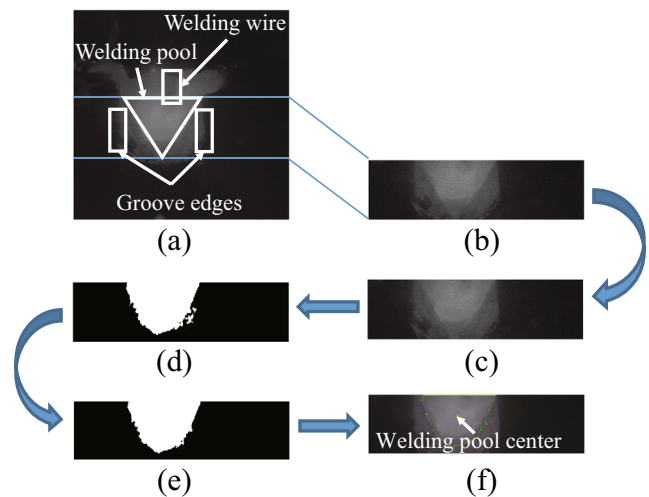 Welding wire
Welding pool
Groove edges
(a)
(b)
(d)
(c)
Welding pool center
(e)
(f)